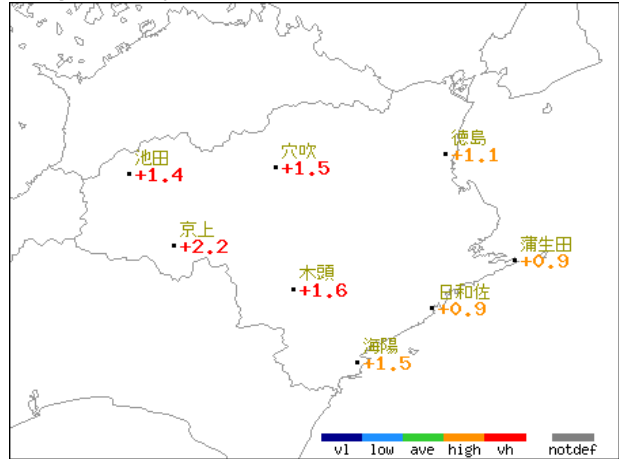 徳島
+1.1
穴吹
+1.5
池田
+1.4
京上
+2.2
蒲生田
+0.9
木頭
+1.6
日和佐
+0.9
海陽
+1.5
vl low ave high vh notdef